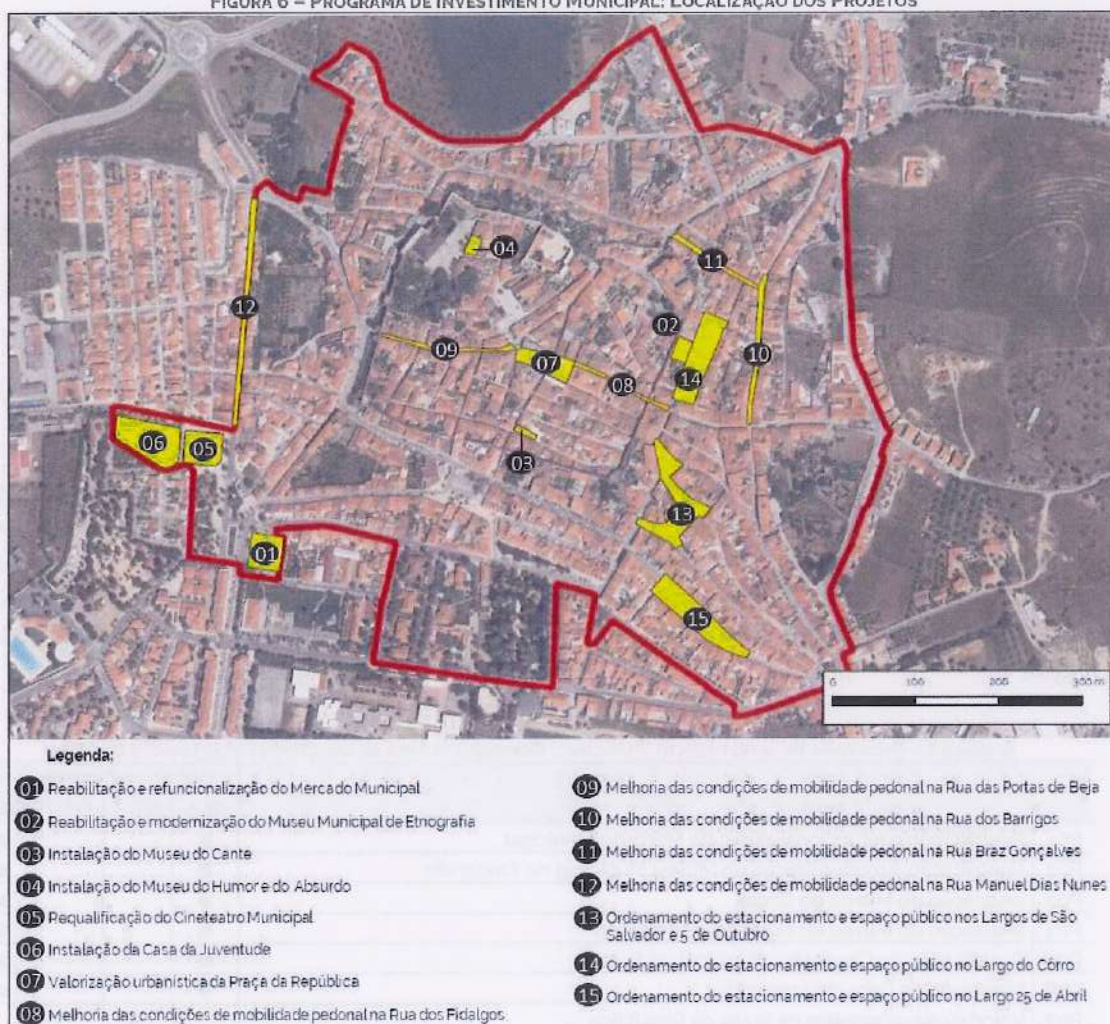 FIGURA 6 – PROGRAMA DE INVESTIMENTO MUNICIPAL: LOCALIZAÇÃO DOS PROJETOS
04
11
12
02
09
07
10
08
14
06
05
03
13
01
15
0 100 200 300 m
Legenda:
01 Reabilitação e refuncionalização do Mercado Municipal
02 Reabilitação e modernização do Museu Municipal de Etnografia
03 Instalação do Museu do Cante
04 Instalação do Museu do Humor e do Absurdo
05 Requalificação do Cineteatro Municipal
06 Instalação da Casa da Juventude
07 Valorização urbanística da Praça da República
08 Melhoria das condições de mobilidade pedonal na Rua dos Fidalgos
09 Melhoria das condições de mobilidade pedonal na Rua das Portas de Beja
10 Melhoria das condições de mobilidade pedonal na Rua dos Barrigos
11 Melhoria das condições de mobilidade pedonal na Rua Braz Gonçalves
12 Melhoria das condições de mobilidade pedonal na Rua Manuel Dias Nunes
13 Ordenamento do estacionamento e espaço público nos Largos de São
Salvador e 5 de Outubro
14 Ordenamento do estacionamento e espaço público no Largo do Côrro
15 Ordenamento do estacionamento e espaço público no Largo 25 de Abril